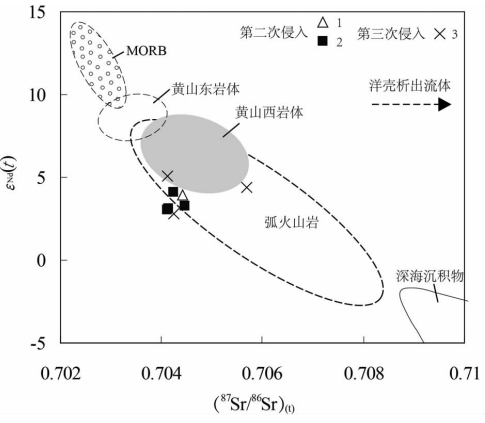 15
10
5
0
-5
εNd(t)
第二次侵入 △ 1 第三次侵入 × 3
■ 2
MORB
黄山东岩体
洋壳析出流体
黄山西岩体
弧火山岩
深海沉积物
0.702 0.704 0.706 0.708 0.71
(⁸⁷Sr/⁸⁶Sr)(t)